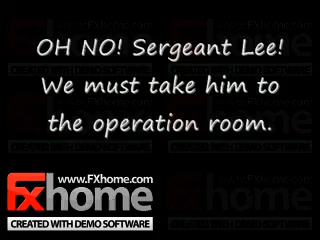 OH NO! Sergeant Lee!
We must take him to
the operation room.
www.FXhome.com
FXhome
CREATED WITH DEMO SOFTWARE